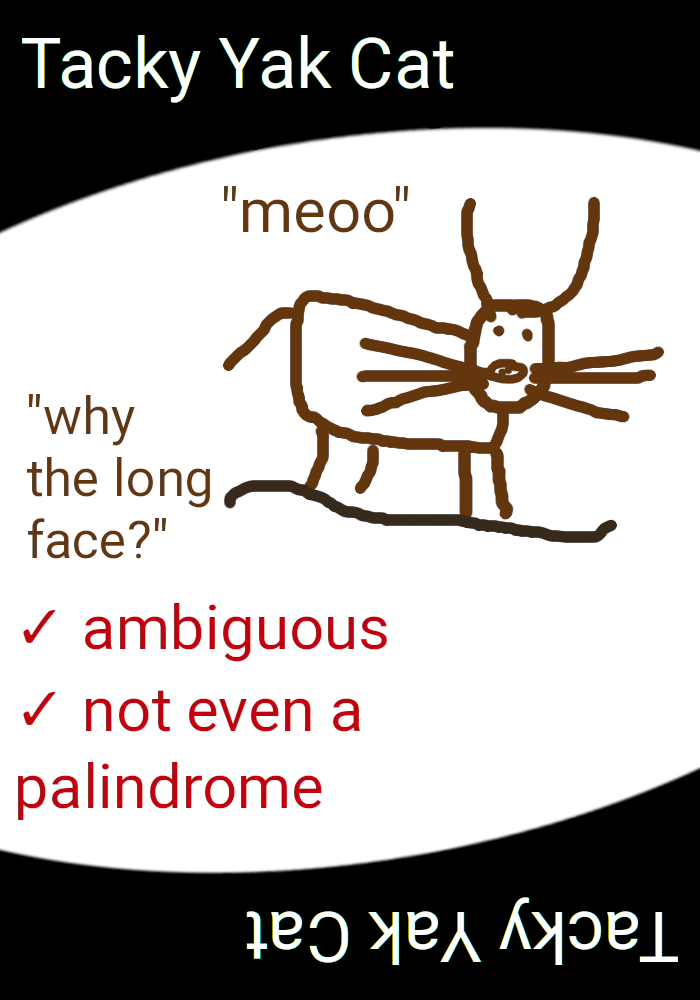 Tacky Yak Cat
"meoo"
"why
the long
face?"
✓ ambiguous
✓ not even a
palindrome
Tacky Yak Cat